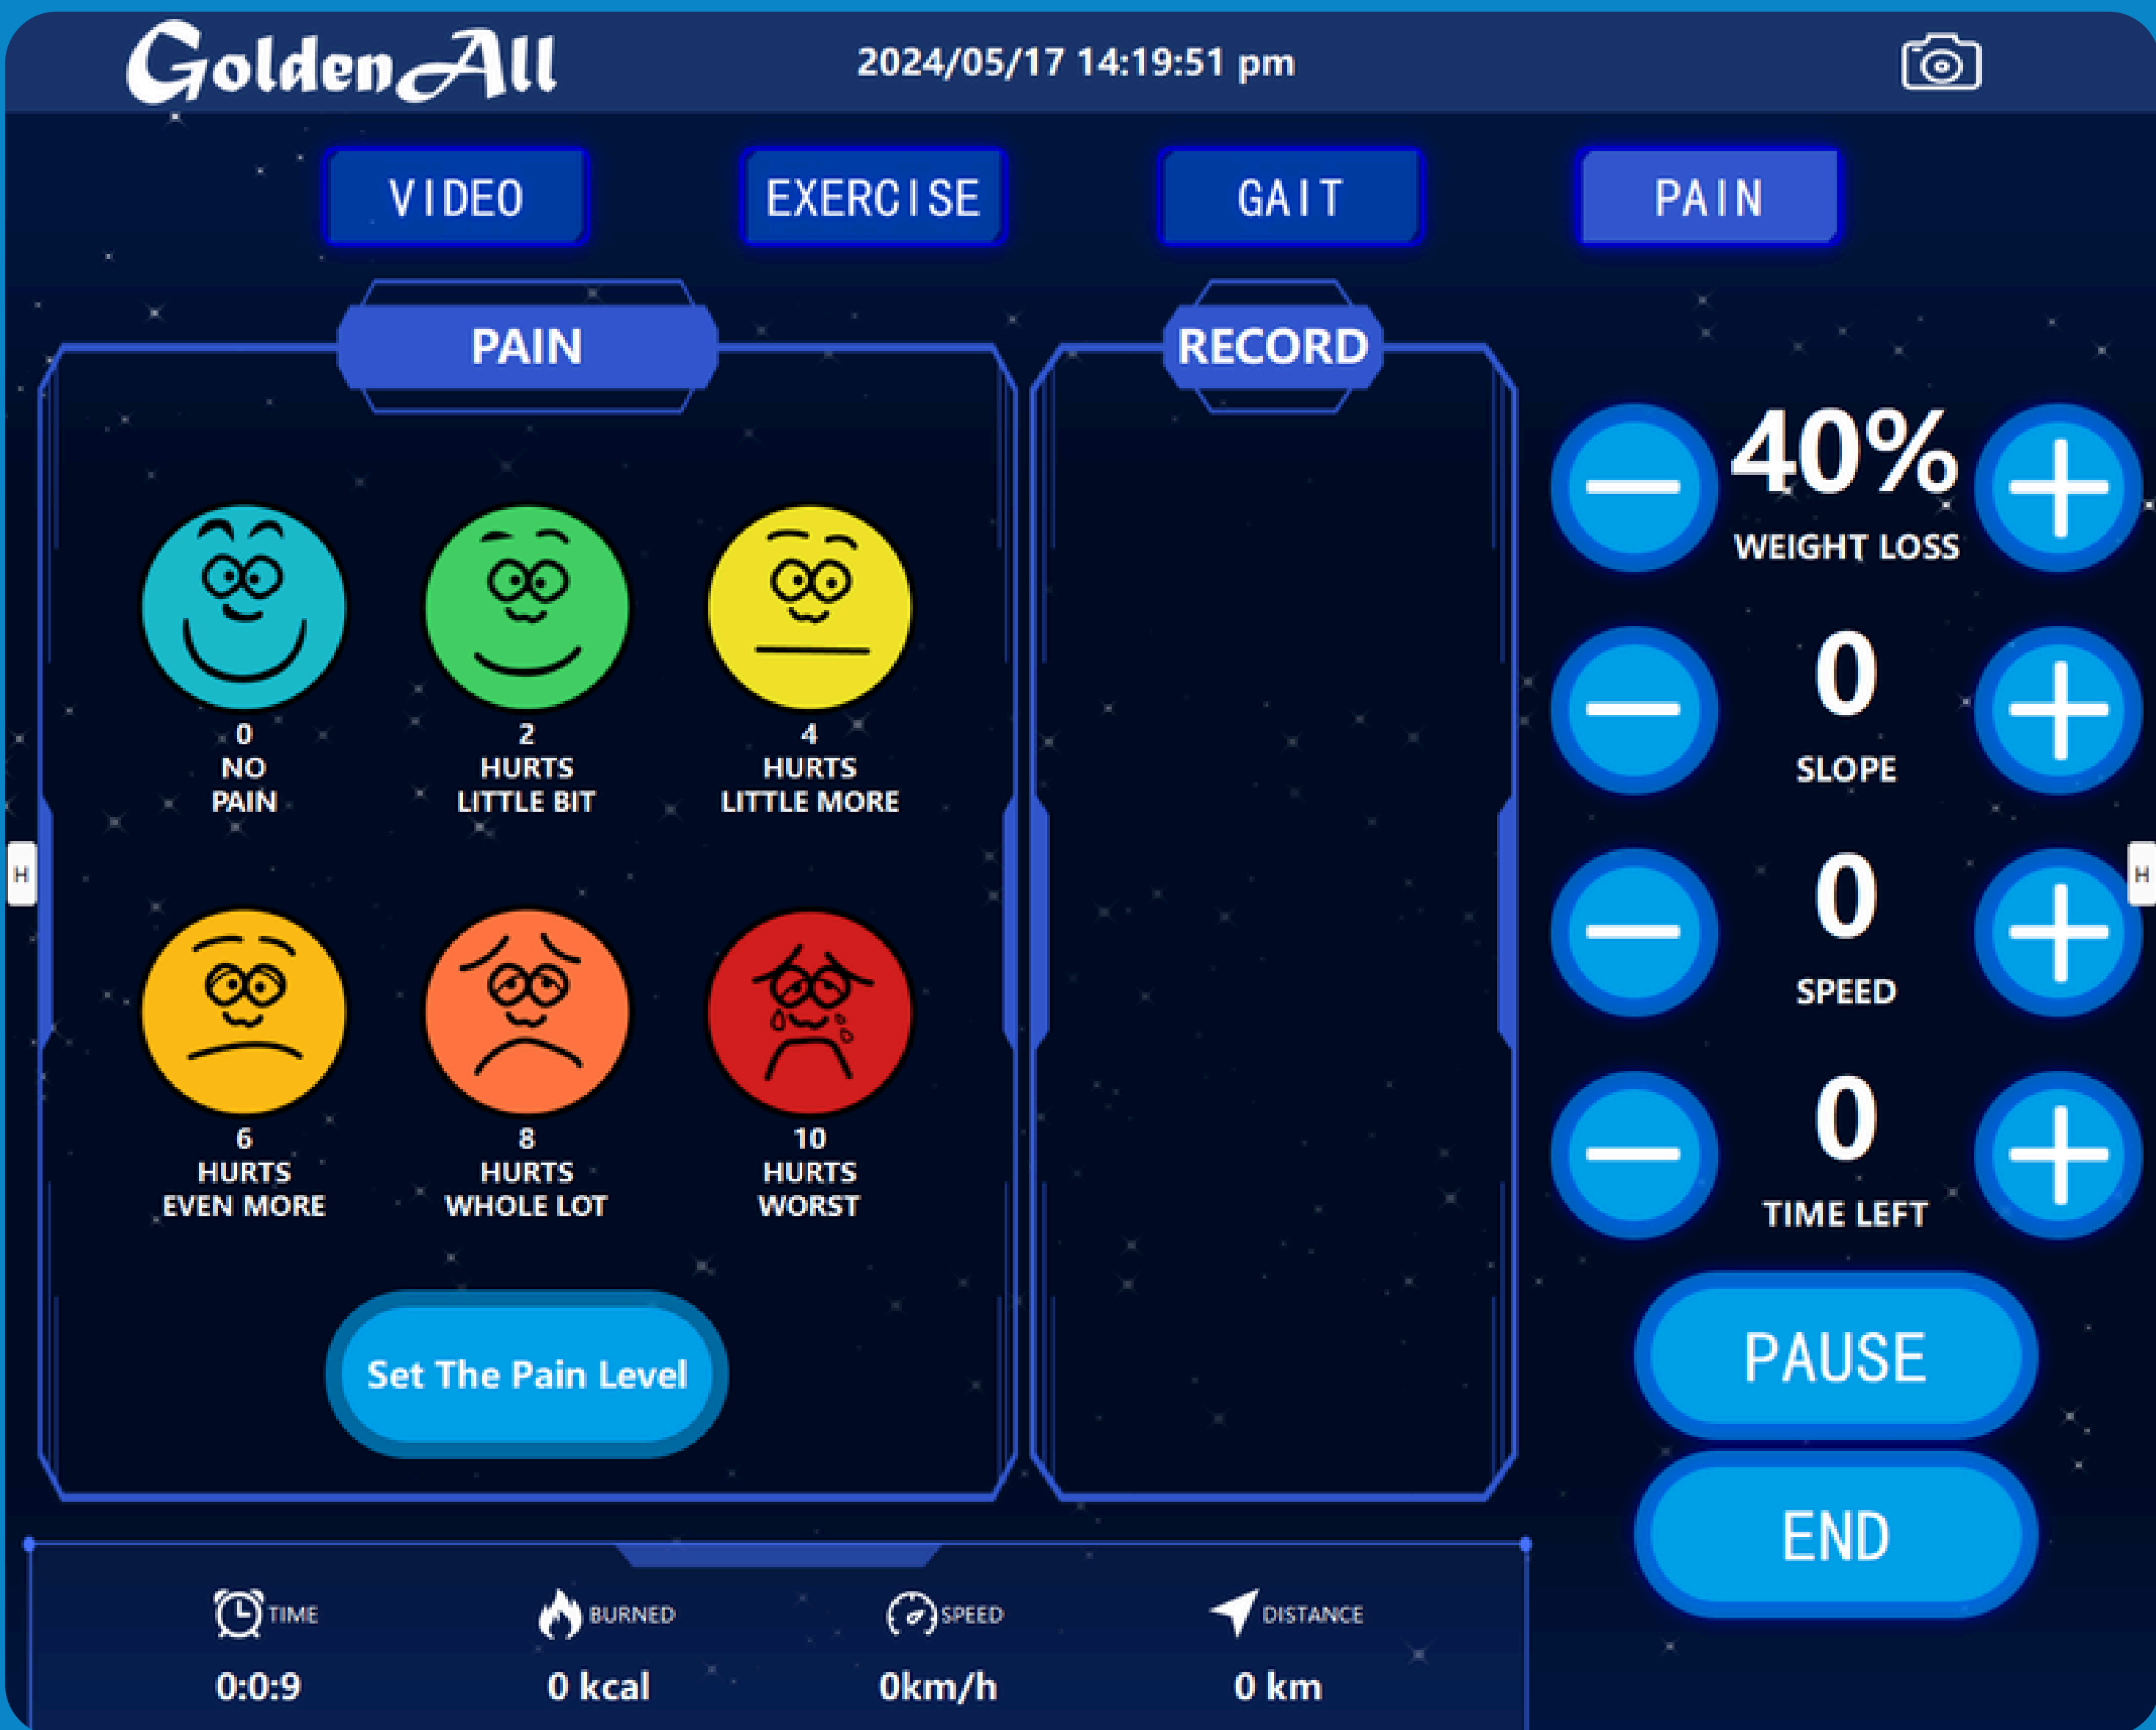 GoldenAll
2024/05/17 14:19:51 pm
VIDEO
EXERCISE
GAIT
PAIN
PAIN
0
NO
PAIN
2
HURTS
LITTLE BIT
4
HURTS
LITTLE MORE
6
HURTS
EVEN MORE
8
HURTS
WHOLE LOT
10
HURTS
WORST
Set The Pain Level
RECORD
40%
WEIGHT LOSS
0
SLOPE
0
SPEED
0
TIME LEFT
PAUSE
END
H
H
TIME
0:0:9
BURNED
0 kcal
SPEED
0km/h
DISTANCE
0 km